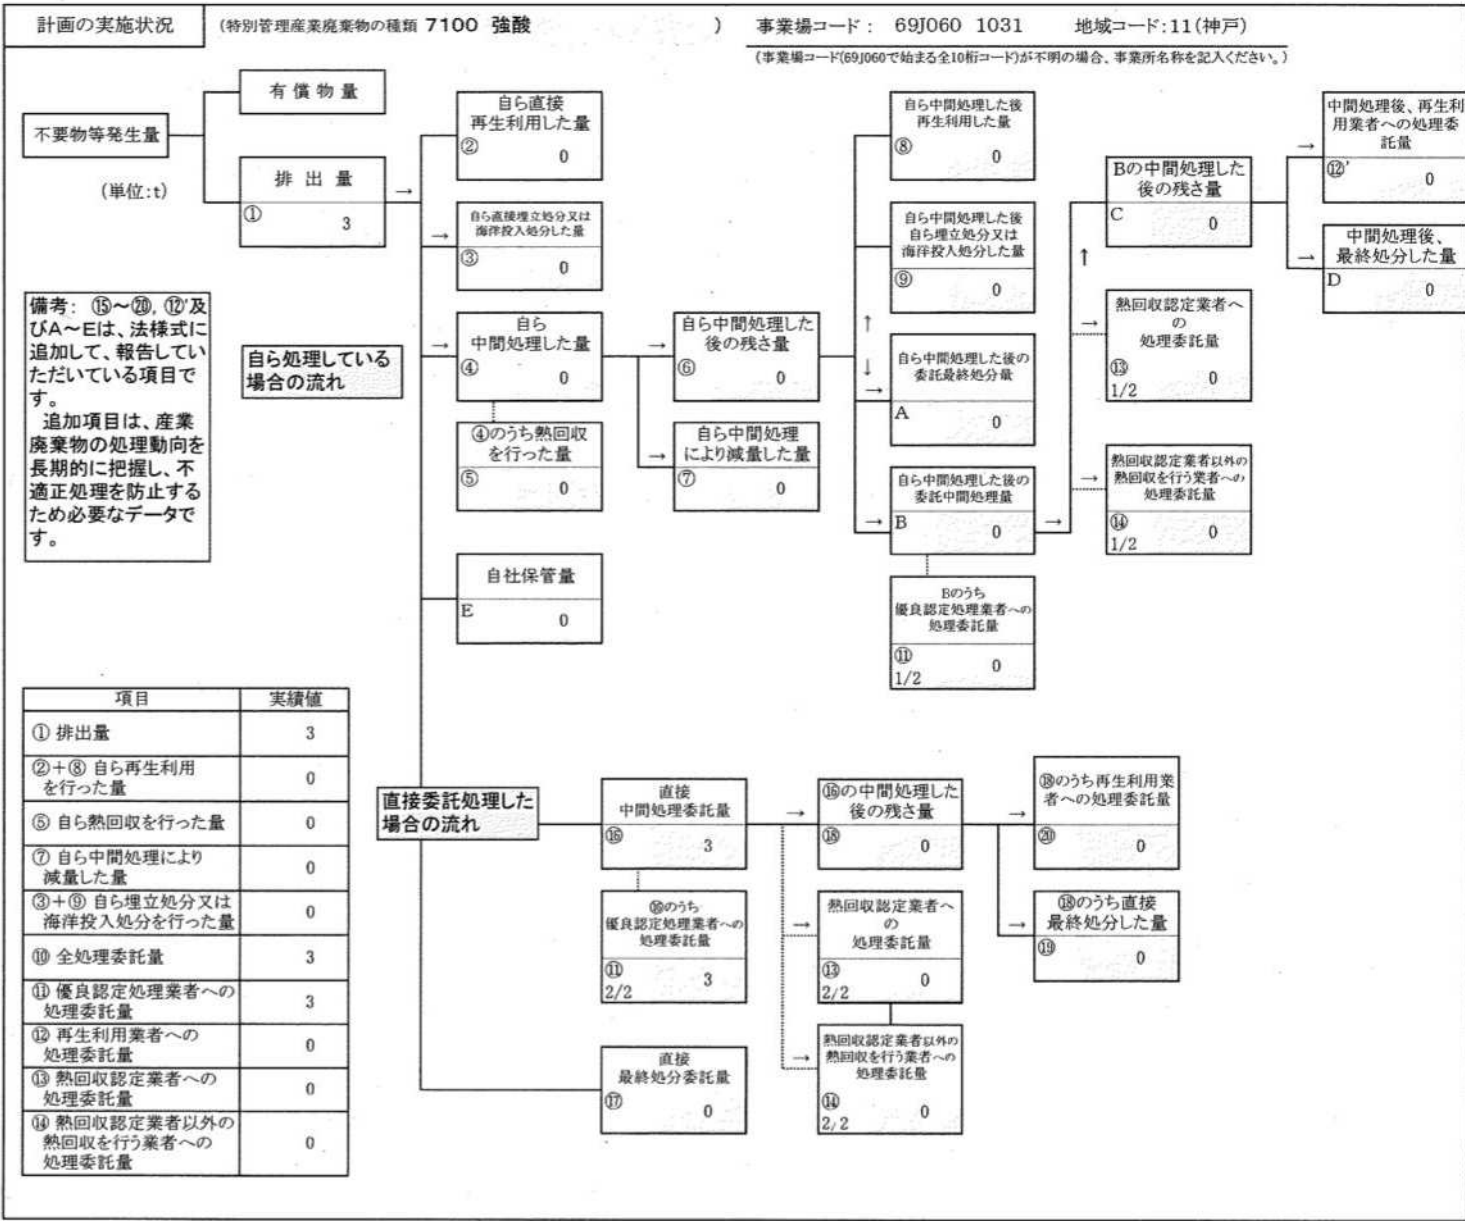 計画の実施状況
(特別管理産業廃棄物の種類 7100 強酸 )
事業場コード: 69J060 1031 地域コード:11(神戸)
(事業場コード(69J060で始まる全10桁コード)が不明の場合、事業所名称を記入ください。)
不要物等発生量
(単位:t)
有償物量
排出量
① 3
→
自ら直接
再生利用した量
② 0
→
自ら直接埋立処分又は
海洋投入処分した量
③ 0
→
自ら
中間処理した量
④ 0
④のうち熱回収
を行った量
⑤ 0
→
自ら中間処理した
後の残さ量
⑥ 0
→
自ら中間処理
により減量した量
⑦ 0
自ら中間処理した後
再生利用した量
⑧ 0
自ら中間処理した後
自ら埋立処分又は
海洋投入処分した量
⑨ 0
↑
↓
→
自ら中間処理した後の
委託最終処分量
A 0
→
自ら中間処理した後の
委託中間処理量
B 0
→
Bのうち
優良認定処理業者への
処理委託量
⑪ 0
1/2
↑
Bの中間処理した
後の残さ量
C 0
→
熱回収認定業者へ
の
処理委託量
⑬ 0
1/2
→
熱回収認定業者以外の
熱回収を行う業者への
処理委託量
⑭ 0
1/2
→
中間処理後、再生利
用業者への処理委
託量
⑫' 0
→
中間処理後、
最終処分した量
D 0
備考: ⑮~⑳, ⑫'及
びA~Eは、法様式に
追加して、報告してい
ただいている項目で
す。
追加項目は、産業
廃棄物の処理動向を
長期的に把握し、不
適正処理を防止する
ため必要なデータで
す。
自ら処理している
場合の流れ
自社保管量
E 0
項目 実績値
① 排出量 3
②+⑧ 自ら再生利用
を行った量 0
⑤ 自ら熱回収を行った量 0
⑦ 自ら中間処理により
減量した量 0
③+⑨ 自ら埋立処分又は
海洋投入処分を行った量 0
⑩ 全処理委託量 3
⑪ 優良認定処理業者への
処理委託量 3
⑫ 再生利用業者への
処理委託量 0
⑬ 熱回収認定業者への
処理委託量 0
⑭ 熱回収認定業者以外の
熱回収を行う業者への
処理委託量 0
直接委託処理した
場合の流れ
直接
中間処理委託量
⑯ 3
⑯のうち
優良認定処理業者への
処理委託量
⑪ 3
2/2
直接
最終処分委託量
⑰ 0
→
⑯の中間処理した
後の残さ量
⑱ 0
→
熱回収認定業者へ
の
処理委託量
⑬ 0
2/2
→
熱回収認定業者以外の
熱回収を行う業者への
処理委託量
⑭ 0
2/2
→
⑱のうち再生利用業
者への処理委託量
⑳ 0
→
⑱のうち直接
最終処分した量
⑲ 0